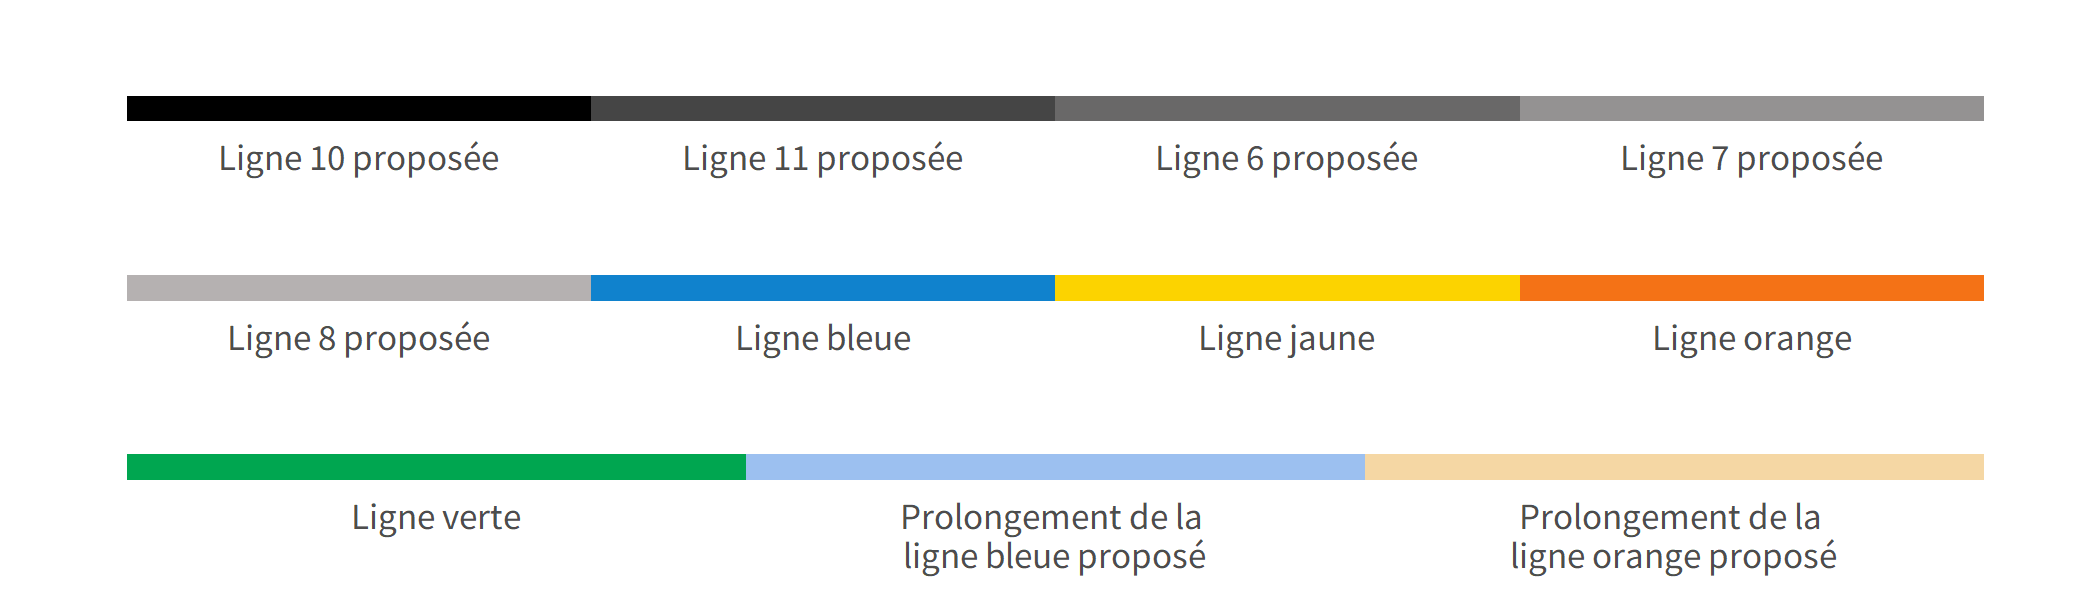 Ligne 10 proposée
Ligne 11 proposée
Ligne 6 proposée
Ligne 7 proposée
Ligne 8 proposée
Ligne bleue
Ligne jaune
Ligne orange
Ligne verte
Prolongement de la
ligne bleue proposé
Prolongement de la
ligne orange proposé